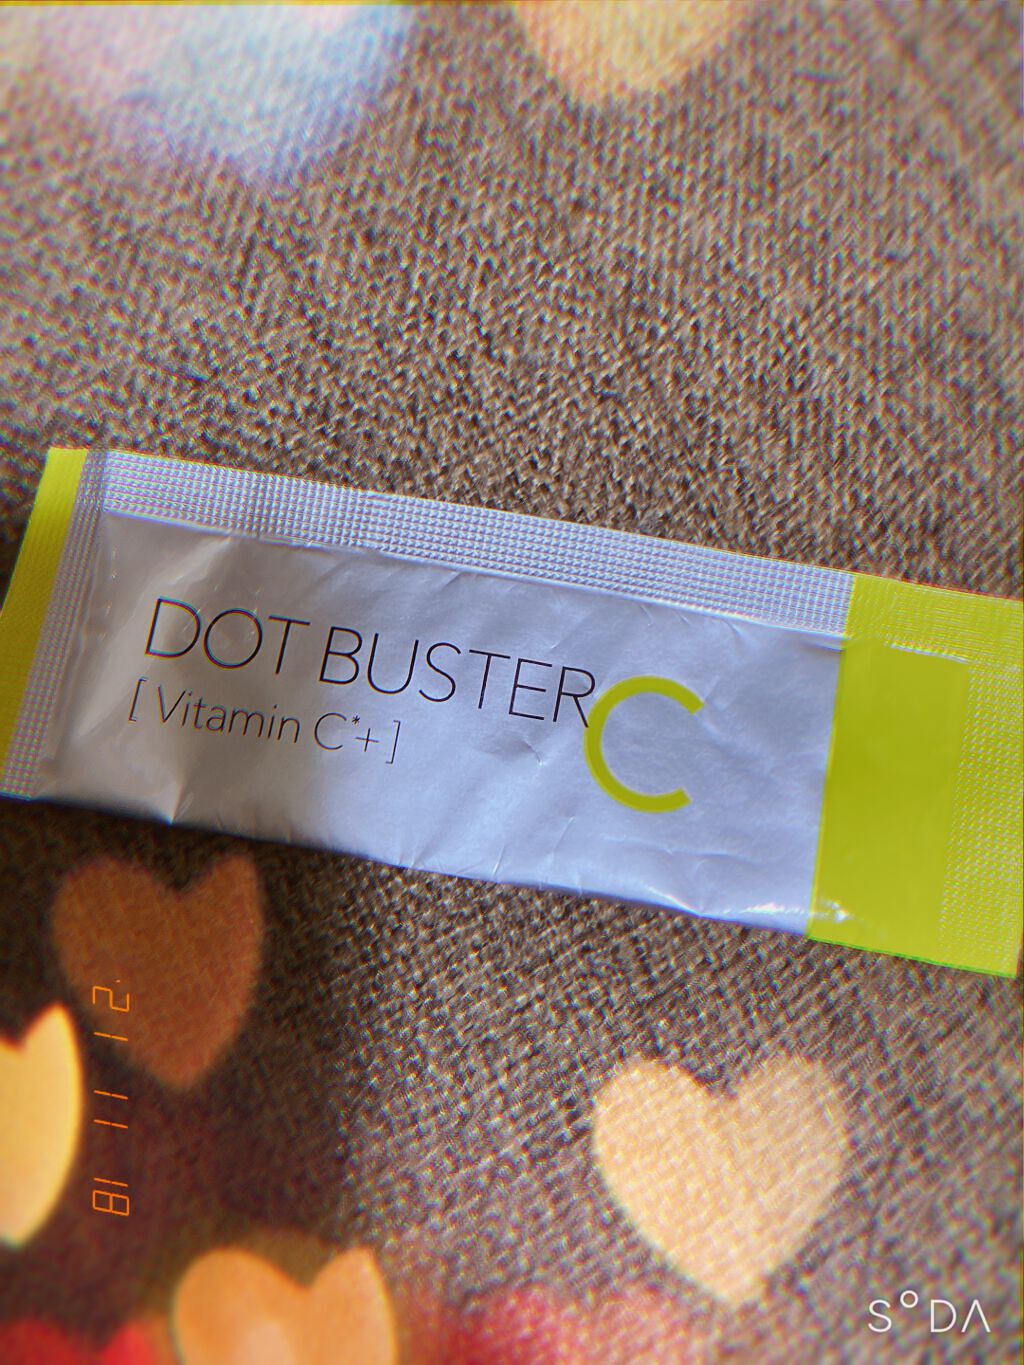 DOT BUSTER C
[Vitamin C*+]
21 11 18
S°DA